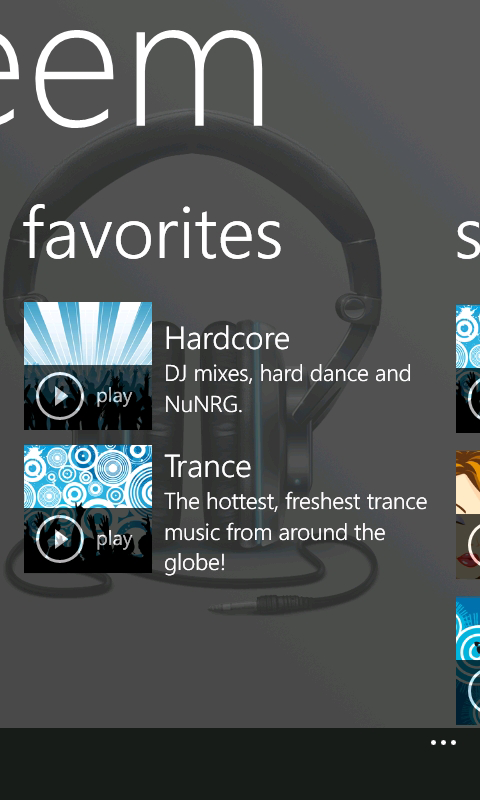 eem
favorites
s
Hardcore
DJ mixes, hard dance and
NuNRG.
play
Trance
The hottest, freshest trance
music from around the
globe!
play